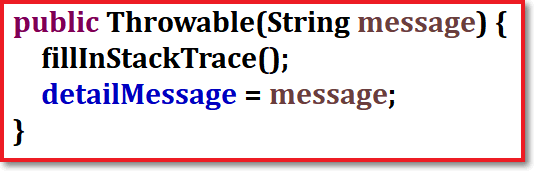 public Throwable(String message) {
fillInStackTrace();
detailMessage = message;
}